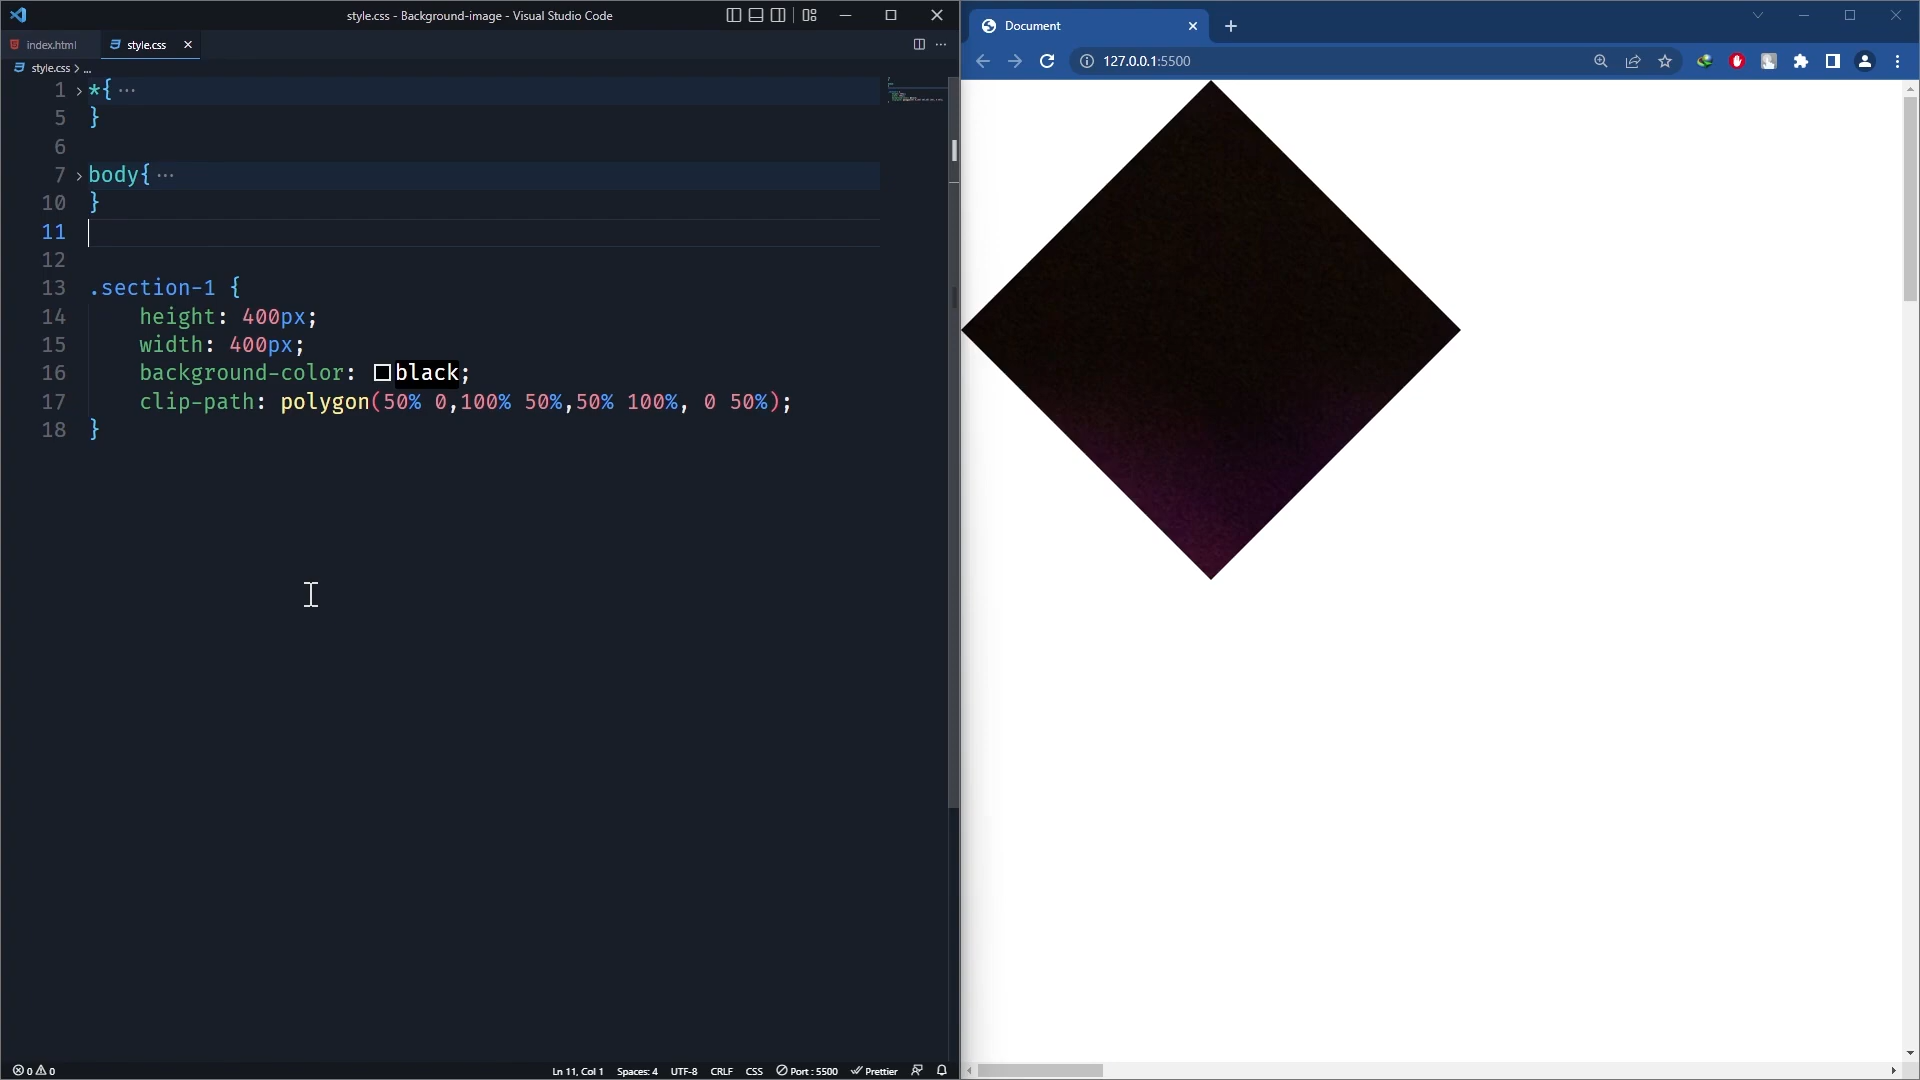 style.css - Background-image - Visual Studio Code
index.html
style.css
style.css > ...
1 *{ ...
5 }
6
7 body{ ...
10 }
11
12
13 .section-1 {
14 height: 400px;
15 width: 400px;
16 background-color: black;
17 clip-path: polygon(50% 0,100% 50%,50% 100%, 0 50%);
18 }
0 0
Ln 11, Col 1 Spaces: 4 UTF-8 CRLF CSS Port : 5500 Prettier
Document
127.0.0.1:5500